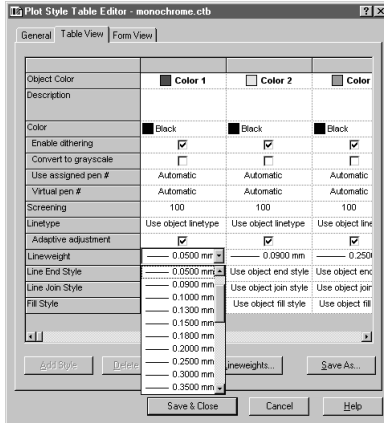 Plot Style Table Editor - monochrome.ctb
General Table View Form View
Object Color Color 1 Color 2 Color
Description
Color Black Black Black
Enable dithering
Convert to grayscale
Use assigned pen # Automatic Automatic Automatic
Virtual pen # Automatic Automatic Automatic
Screening 100 100 100
Linetype Use object linetype Use object linetype Use object line
Adaptive adjustment
Lineweight 0.0500 mm 0.0900 mm 0.250
Line End Style 0.0500 mm Use object end style Use object end
Line Join Style 0.0900 mm Use object join style Use object join
Fill Style 0.1000 mm Use object fill style Use object fill
0.1300 mm
0.1500 mm
0.1800 mm
0.2000 mm
0.2500 mm
0.3000 mm
0.3500 mm
Add Style Delete Lineweights... Save As...
Save & Close Cancel Help